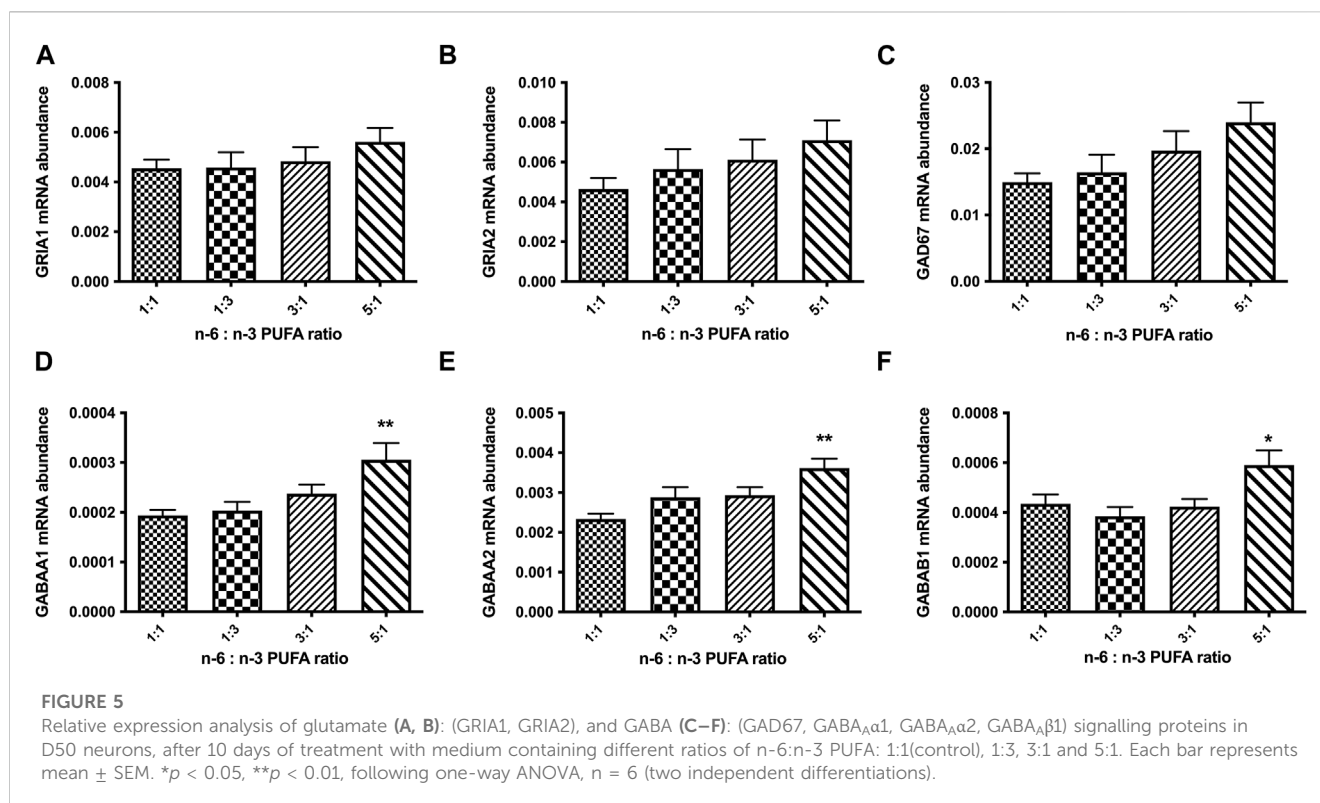 A
GRIA1 mRNA abundance
0.008
0.006
0.004
0.002
0.000
1:1
1:3
3:1
5:1
n-6 : n-3 PUFA ratio
B
GRIA2 mRNA abundance
0.010
0.008
0.006
0.004
0.002
0.000
1:1
1:3
3:1
5:1
n-6 : n-3 PUFA ratio
C
GAD67 mRNA abundance
0.03
0.02
0.01
0.00
1:1
1:3
3:1
5:1
n-6 : n-3 PUFA ratio
D
GABAA1 mRNA abundance
0.0004
0.0003
0.0002
0.0001
0.0000
**
1:1
1:3
3:1
5:1
n-6 : n-3 PUFA ratio
E
GABAA2 mRNA abundance
0.005
0.004
0.003
0.002
0.001
0.000
**
1:1
1:3
3:1
5:1
n-6 : n-3 PUFA ratio
F
GABAB1 mRNA abundance
0.0008
0.0006
0.0004
0.0002
0.0000
*
1:1
1:3
3:1
5:1
n-6 : n-3 PUFA ratio
FIGURE 5
Relative expression analysis of glutamate (A, B): (GRIA1, GRIA2), and GABA (C–F): (GAD67, GABAAα1, GABAAα2, GABAAβ1) signalling proteins in
D50 neurons, after 10 days of treatment with medium containing different ratios of n-6:n-3 PUFA: 1:1(control), 1:3, 3:1 and 5:1. Each bar represents
mean ± SEM. *p < 0.05, **p < 0.01, following one-way ANOVA, n = 6 (two independent differentiations).